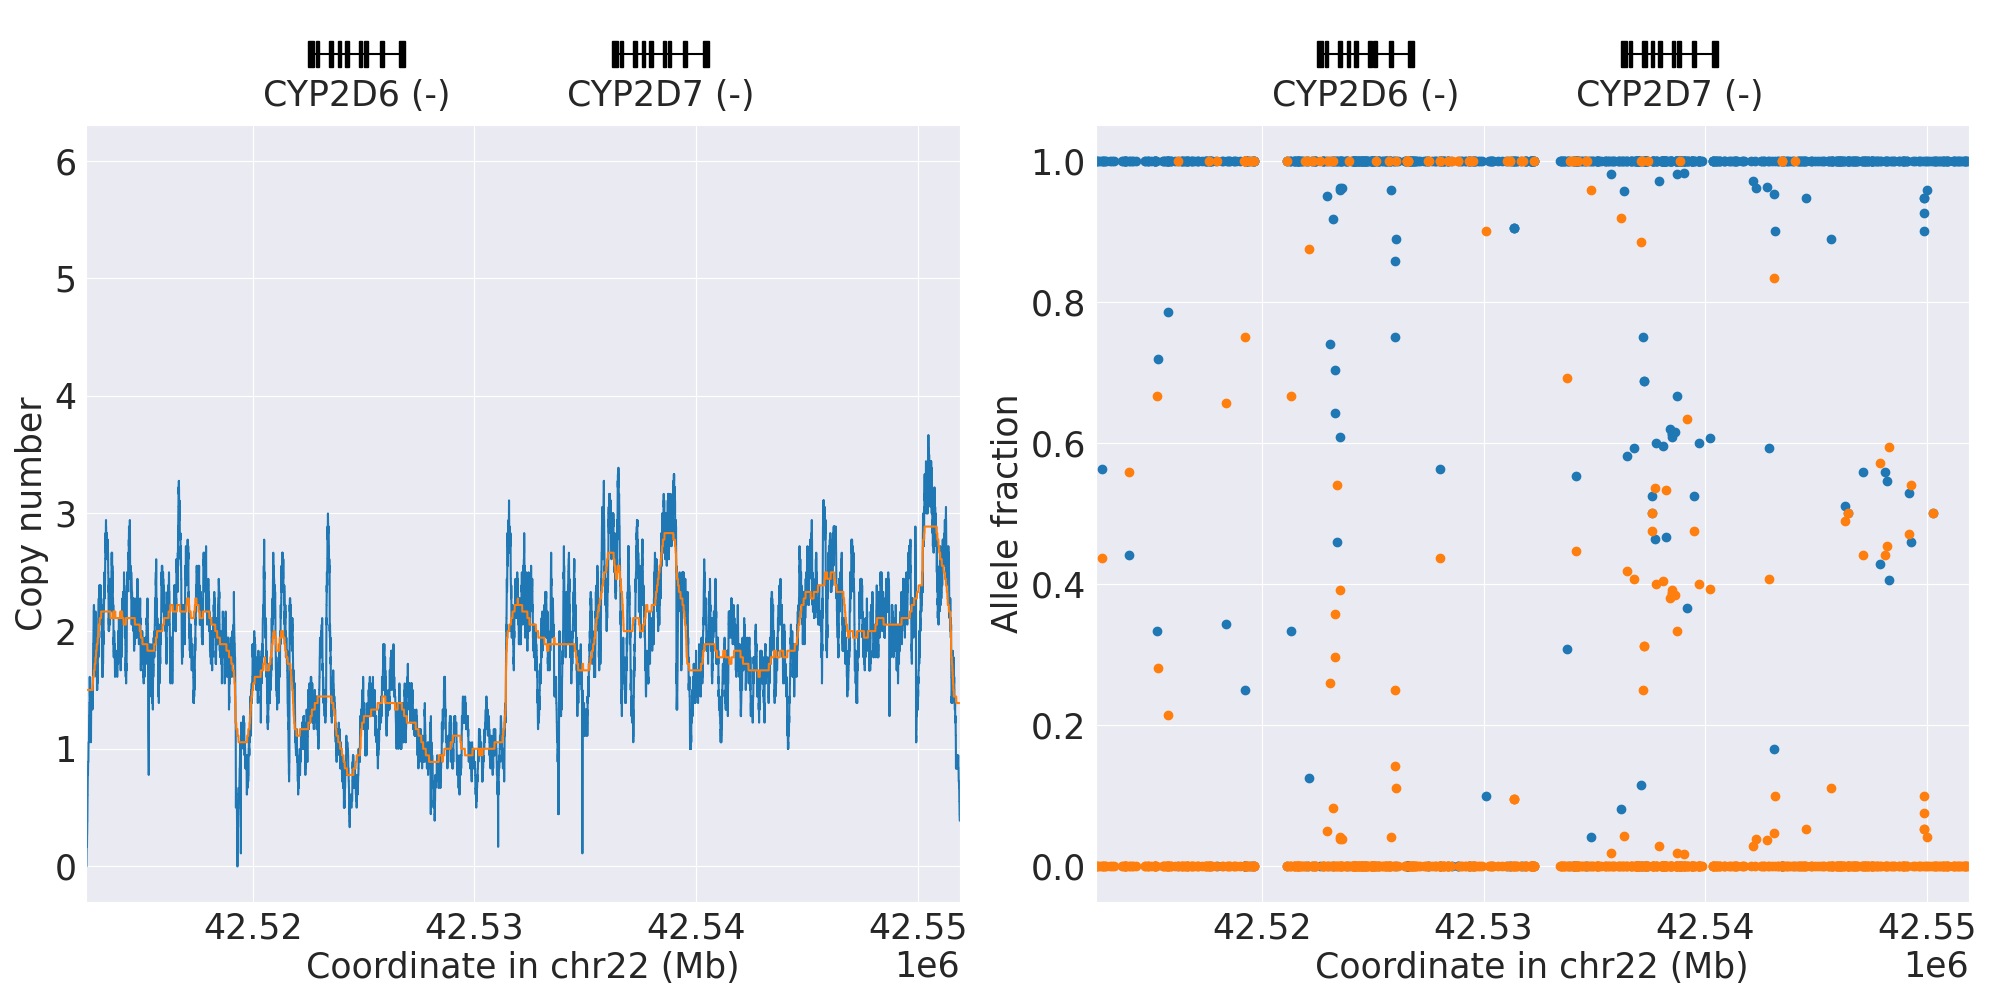 CYP2D6 (-) CYP2D7 (-)
6
5
4
3
2
1
0
Copy number
42.52 42.53 42.54 42.55
Coordinate in chr22 (Mb) 1e6
CYP2D6 (-) CYP2D7 (-)
1.0
0.8
0.6
0.4
0.2
0.0
Allele fraction
42.52 42.53 42.54 42.55
Coordinate in chr22 (Mb) 1e6